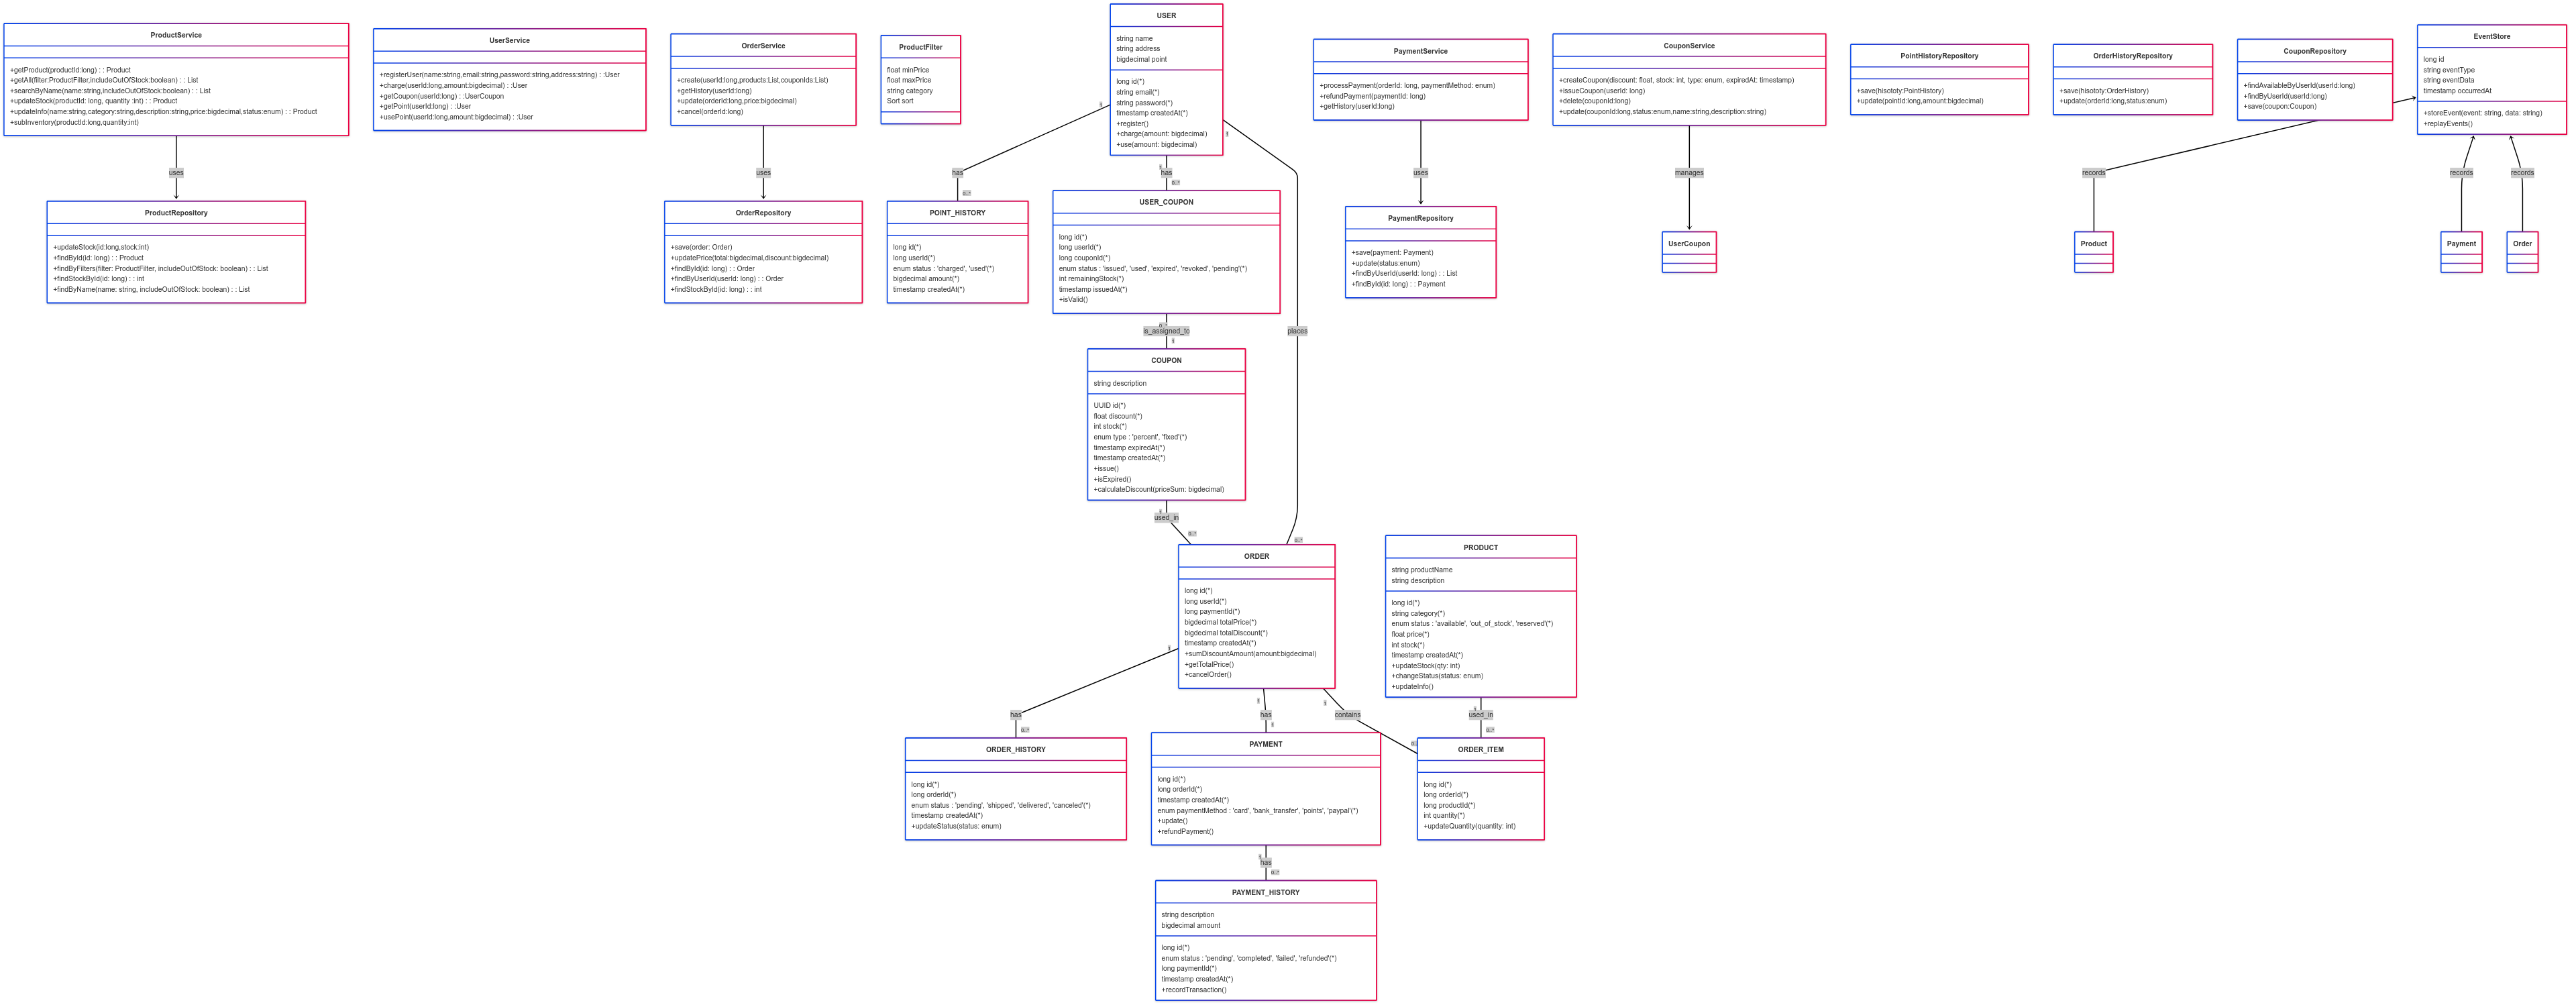 ProductService
+getProduct(productId:long) : : Product
+getAll(filter:ProductFilter,includeOutOfStock:boolean) : : List
+searchByName(name:string,includeOutOfStock:boolean) : : List
+updateStock(productId: long, quantity :int) : : Product
+updateInfo(name:string,category:string,description:string,price:bigdecimal,status:enum) : : Product
+subInventory(productId:long,quantity:int)
UserService
+registerUser(name:string,email:string,password:string,address:string) : :User
+charge(userId:long,amount:bigdecimal) : :User
+getCoupon(userId:long) : :UserCoupon
+getPoint(userId:long) : :User
+usePoint(userId:long,amount:bigdecimal) : :User
OrderService
+create(userId:long,products:List,couponIds:List)
+getHistory(userId:long)
+update(orderId:long,price:bigdecimal)
+cancel(orderId:long)
ProductFilter
float minPrice
float maxPrice
string category
Sort sort
USER
string name
string address
bigdecimal point
long id(*)
string email(*)
string password(*)
timestamp createdAt(*)
+register()
+charge(amount: bigdecimal)
+use(amount: bigdecimal)
PaymentService
+processPayment(orderId: long, paymentMethod: enum)
+refundPayment(paymentId: long)
+getHistory(userId:long)
CouponService
+createCoupon(discount: float, stock: int, type: enum, expiredAt: timestamp)
+issueCoupon(userId: long)
+delete(couponId:long)
+update(couponId:long,status:enum,name:string,description:string)
PointHistoryRepository
+save(hisototy:PointHistory)
+update(pointId:long,amount:bigdecimal)
OrderHistoryRepository
+save(hisototy:OrderHistory)
+update(orderId:long,status:enum)
CouponRepository
+findAvailableByUserId(userId:long)
+findByUserId(userId:long)
+save(coupon:Coupon)
EventStore
long id
string eventType
string eventData
timestamp occurredAt
+storeEvent(event: string, data: string)
+replayEvents()
uses
uses
1
has
0..*
1
has
0..*
1
places
0..*
uses
manages
records
records
records
ProductRepository
+updateStock(id:long,stock:int)
+findById(id: long) : : Product
+findByFilters(filter: ProductFilter, includeOutOfStock: boolean) : : List
+findStockById(id: long) : : int
+findByName(name: string, includeOutOfStock: boolean) : : List
OrderRepository
+save(order: Order)
+updatePrice(total:bigdecimal,discount:bigdecimal)
+findById(id: long) : : Order
+findByUserId(userId: long) : : Order
+findStockById(id: long) : : int
POINT_HISTORY
long id(*)
long userId(*)
enum status : 'charged', 'used'(*)
bigdecimal amount(*)
timestamp createdAt(*)
USER_COUPON
long id(*)
long userId(*)
long couponId(*)
enum status : 'issued', 'used', 'expired', 'revoked', 'pending'(*)
int remainingStock(*)
timestamp issuedAt(*)
+isValid()
PaymentRepository
+save(payment: Payment)
+update(status:enum)
+findByUserId(userId: long) : : List
+findById(id: long) : : Payment
UserCoupon
Product
Payment
Order
0..*
is_assigned_to
1
COUPON
string description
UUID id(*)
float discount(*)
int stock(*)
enum type : 'percent', 'fixed'(*)
timestamp expiredAt(*)
timestamp createdAt(*)
+issue()
+isExpired()
+calculateDiscount(priceSum: bigdecimal)
1
used_in
0..*
ORDER
long id(*)
long userId(*)
long paymentId(*)
bigdecimal totalPrice(*)
bigdecimal totalDiscount(*)
timestamp createdAt(*)
+sumDiscountAmount(amount:bigdecimal)
+getTotalPrice()
+cancelOrder()
PRODUCT
string productName
string description
long id(*)
string category(*)
enum status : 'available', 'out_of_stock', 'reserved'(*)
float price(*)
int stock(*)
timestamp createdAt(*)
+updateStock(qty: int)
+changeStatus(status: enum)
+updateInfo()
1
has
0..*
1
has
1
1
contains
1
used_in
0..*
ORDER_HISTORY
long id(*)
long orderId(*)
enum status : 'pending', 'shipped', 'delivered', 'canceled'(*)
timestamp createdAt(*)
+updateStatus(status: enum)
PAYMENT
long id(*)
long orderId(*)
timestamp createdAt(*)
enum paymentMethod : 'card', 'bank_transfer', 'points', 'paypal'(*)
+update()
+refundPayment()
ORDER_ITEM
long id(*)
long orderId(*)
long productId(*)
int quantity(*)
+updateQuantity(quantity: int)
1
has
0..*
PAYMENT_HISTORY
string description
bigdecimal amount
long id(*)
enum status : 'pending', 'completed', 'failed', 'refunded'(*)
long paymentId(*)
timestamp createdAt(*)
+recordTransaction()